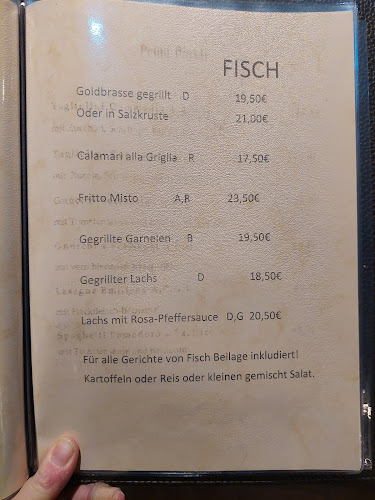 FISCH
Goldbrasse gegrillt D 19,50€
Oder in Salzkruste 21,00€
Calamari alla Griglia R 17,50€
Fritto Misto A,R 23,50€
Gegrillte Garnelen B 19,50€
Gegrillter Lachs D 18,50€
Lachs mit Rosa-Pfeffersauce D,G 20,50€
Für alle Gerichte von Fisch Beilage inkludiert!
Kartoffeln oder Reis oder kleinen gemischt Salat.